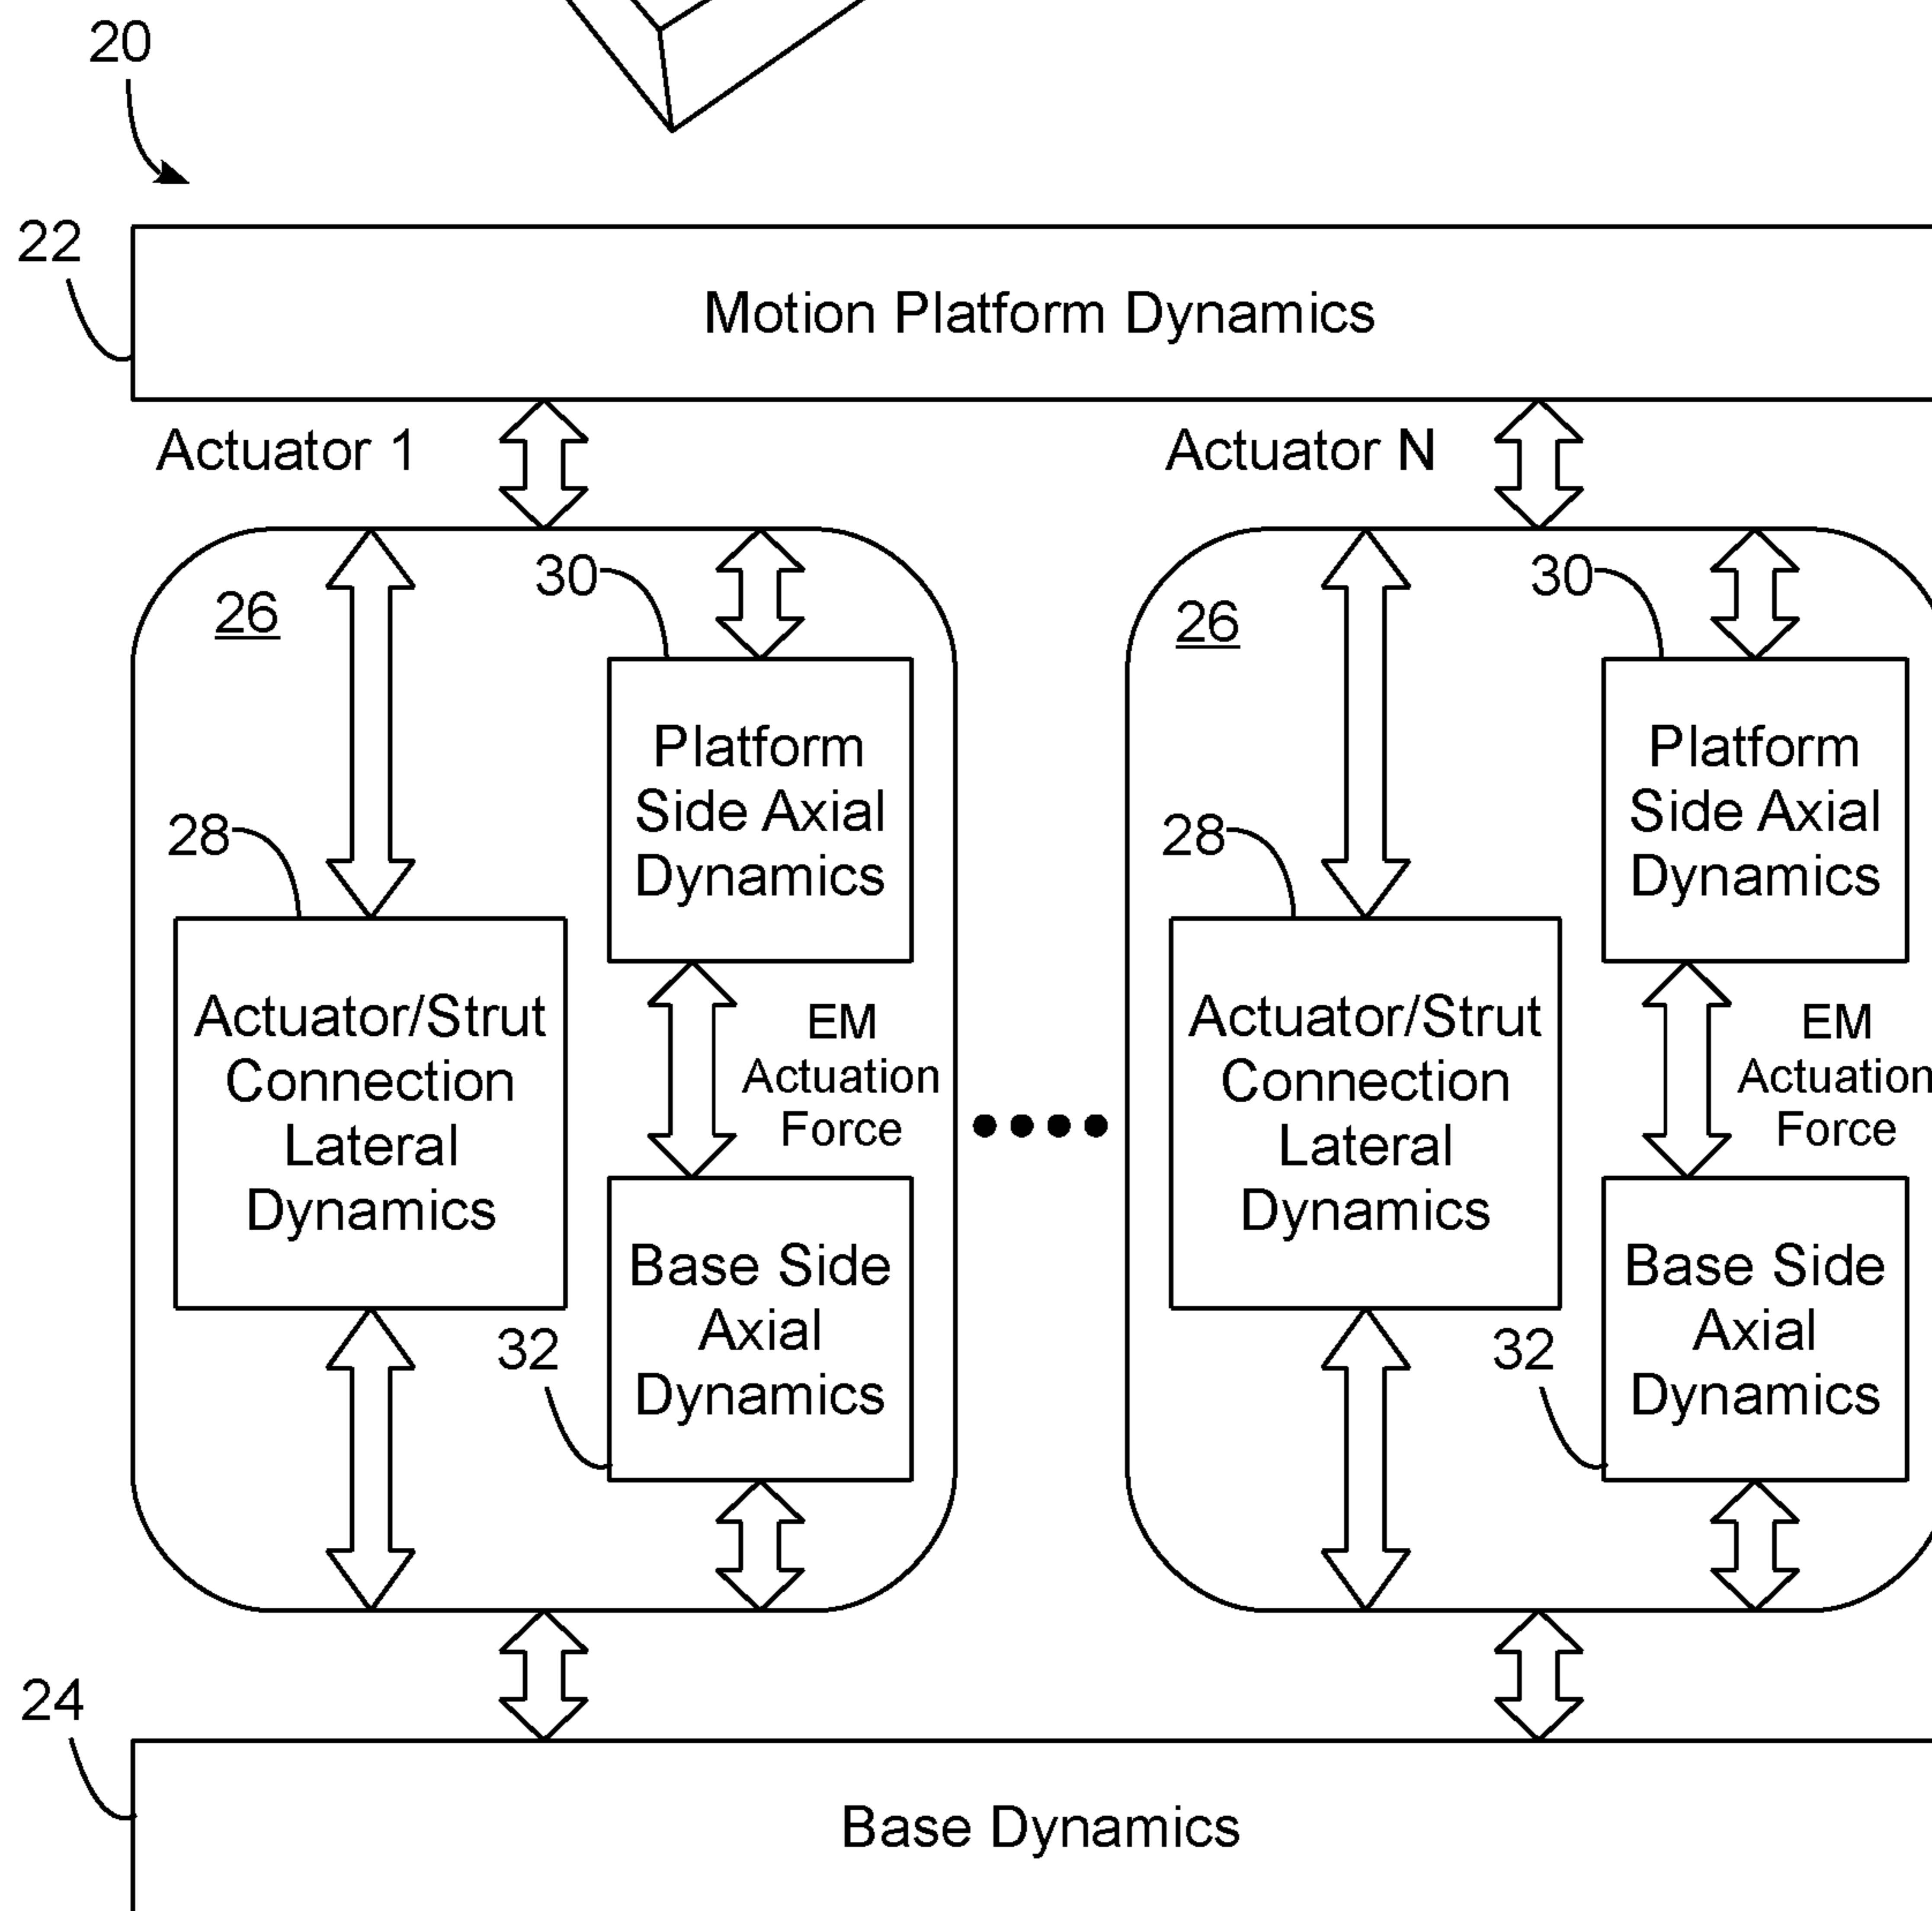 20
22
Motion Platform Dynamics
Actuator 1
Actuator N
26
30
Platform
Side Axial
Dynamics
28
Actuator/Strut
Connection
Lateral
Dynamics
EM
Actuation
Force
32
Base Side
Axial
Dynamics
26
30
Platform
Side Axial
Dynamics
28
Actuator/Strut
Connection
Lateral
Dynamics
EM
Actuation
Force
32
Base Side
Axial
Dynamics
24
Base Dynamics